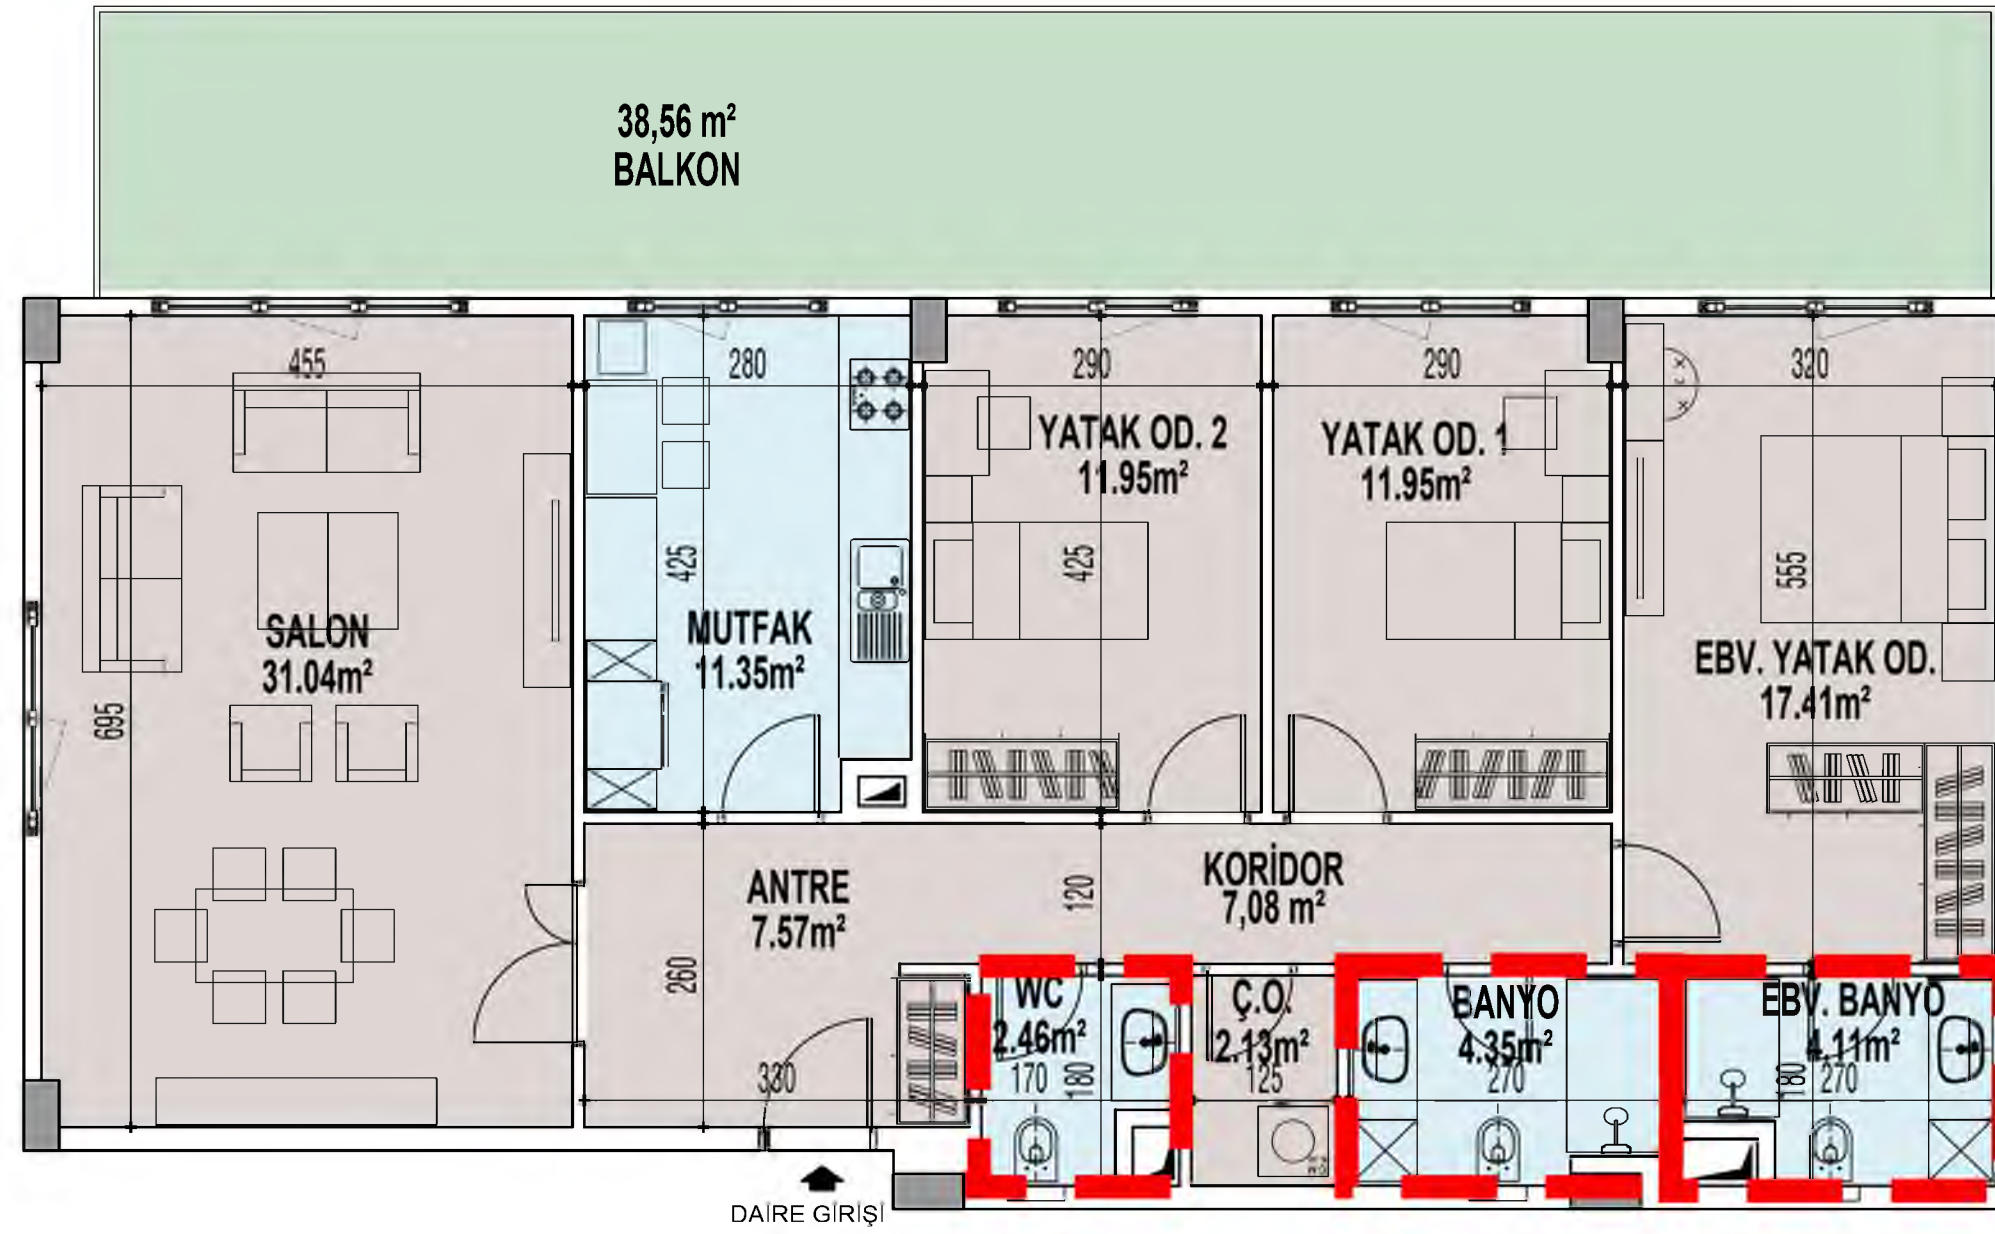 38,56 m²
BALKON
455
280
290
290
320
YATAK OD. 2
11.95m²
YATAK OD. 1
11.95m²
425
425
555
SALON
31.04m²
MUTFAK
11.35m²
EBV. YATAK OD.
17.41m²
695
ANTRE
7.57m²
120
KORİDOR
7,08 m²
260
WC
2.46m²
Ç.O.
2.13m²
BANYO
4.35m²
EBV. BANYO
4.11m²
330
170
180
125
270
180
270
DAİRE GİRİŞİ